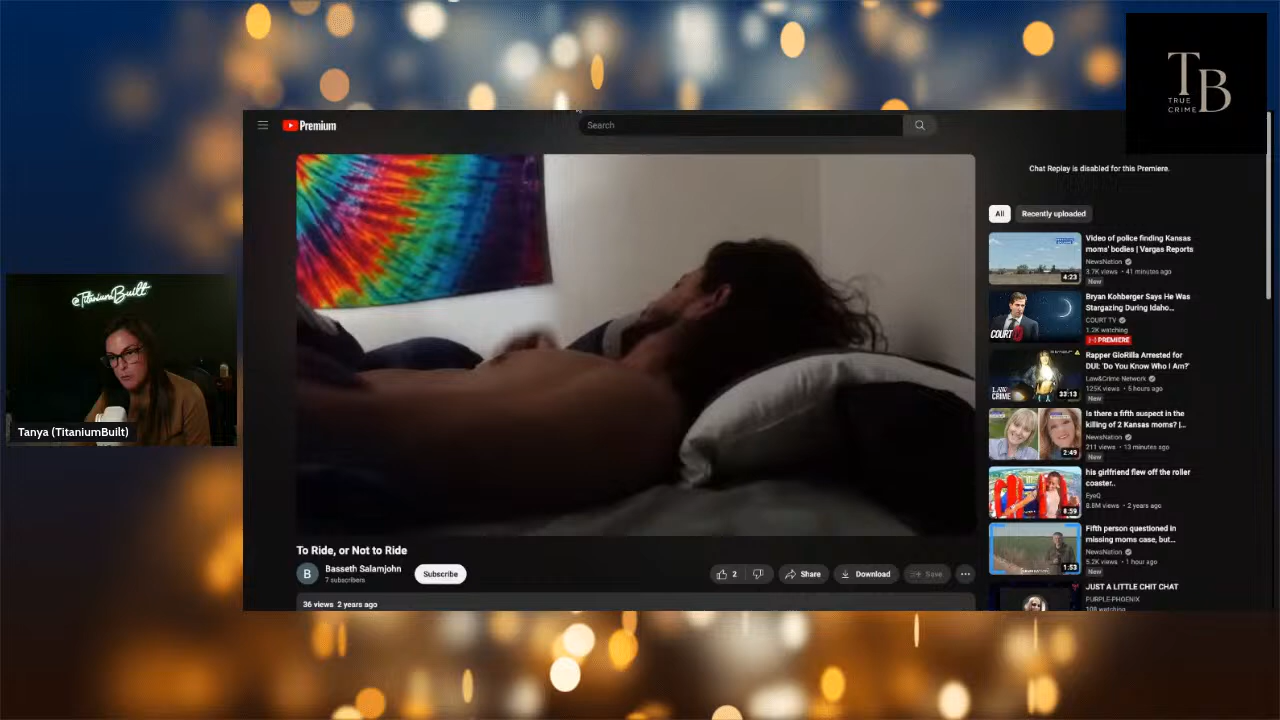 TB
TRUE
CRIME
Premium
Search
Chat Replay is disabled for this Premiere.
All
Recently uploaded
Video of police finding Kansas
moms' bodies | Vargas Reports
NewsNation
3.7K views • 41 minutes ago
New
4:23
Bryan Kohberger Says He Was
Stargazing During Idaho...
COURT TV
1.2K watching
PREMIERE
COURT
Rapper GloRilla Arrested for
DUI: 'Do You Know Who I Am?'
Law&Crime Network
125K views • 5 hours ago
New
LAW
CRIME
33:13
Is there a fifth suspect in the
killing of 2 Kansas moms? |...
NewsNation
211 views • 13 minutes ago
New
2:49
his girlfriend flew off the roller
coaster..
EyeQ
8.8M views • 2 years ago
8:59
Fifth person questioned in
missing moms case, but...
NewsNation
5.2K views • 1 hour ago
New
1:53
JUST A LITTLE CHIT CHAT
PURPLE-PHGENIX
108 watching
@TitaniumBuilt
Tanya (TitaniumBuilt)
To Ride, or Not to Ride
B
Basseth Salamjohn
7 subscribers
Subscribe
2
Share
Download
Save
36 views 2 years ago